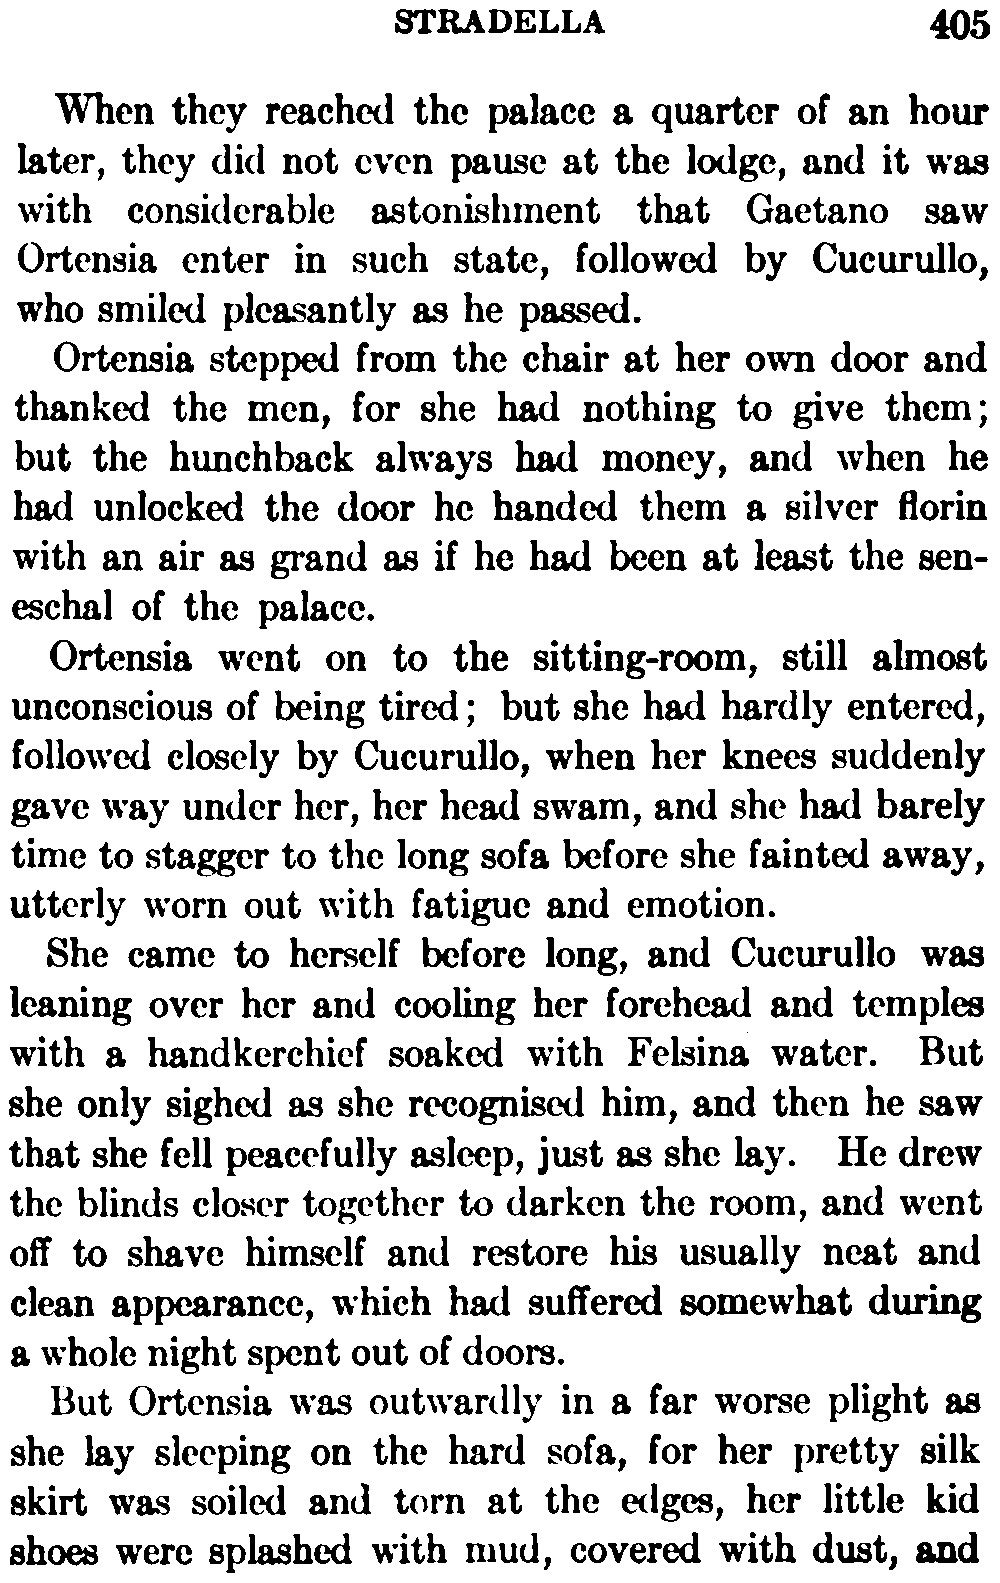 STRADELLA 405
When they reached the palace a quarter of an hour
later, they did not even pause at the lodge, and it was
with considerable astonishment that Gaetano saw
Ortensia enter in such state, followed by Cucurullo,
who smiled pleasantly as he passed.
Ortensia stepped from the chair at her own door and
thanked the men, for she had nothing to give them;
but the hunchback always had money, and when he
had unlocked the door he handed them a silver florin
with an air as grand as if he had been at least the sen-
eschal of the palace.
Ortensia went on to the sitting-room, still almost
unconscious of being tired; but she had hardly entered,
followed closely by Cucurullo, when her knees suddenly
gave way under her, her head swam, and she had barely
time to stagger to the long sofa before she fainted away,
utterly worn out with fatigue and emotion.
She came to herself before long, and Cucurullo was
leaning over her and cooling her forehead and temples
with a handkerchief soaked with Felsina water. But
she only sighed as she recognised him, and then he saw
that she fell peacefully asleep, just as she lay. He drew
the blinds closer together to darken the room, and went
off to shave himself and restore his usually neat and
clean appearance, which had suffered somewhat during
a whole night spent out of doors.
But Ortensia was outwardly in a far worse plight as
she lay sleeping on the hard sofa, for her pretty silk
skirt was soiled and torn at the edges, her little kid
shoes were splashed with mud, covered with dust, and